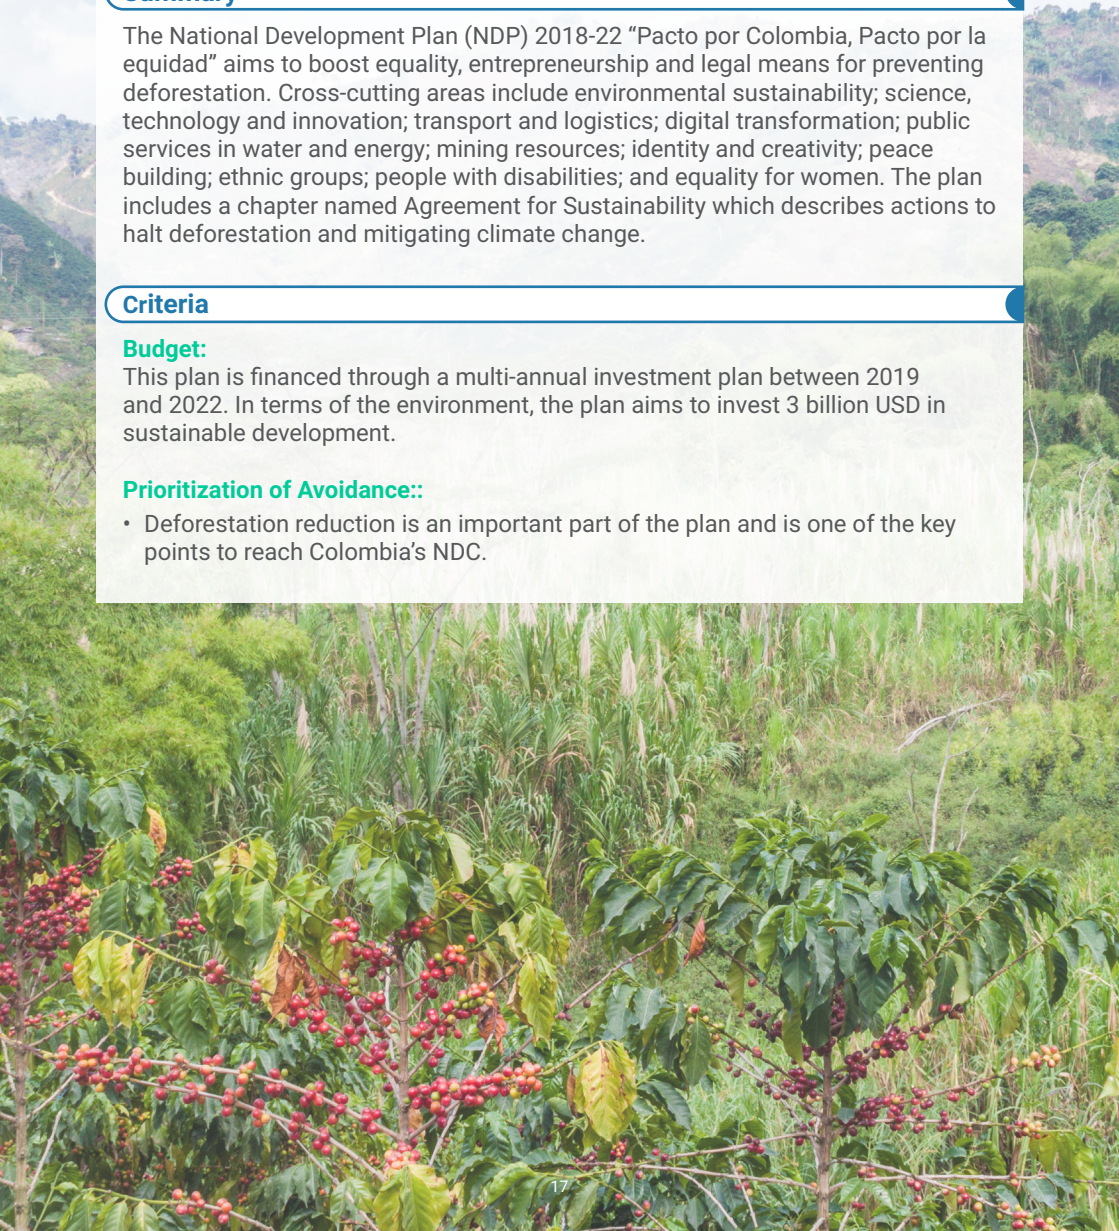 Summary
The National Development Plan (NDP) 2018-22 “Pacto por Colombia, Pacto por la
equidad” aims to boost equality, entrepreneurship and legal means for preventing
deforestation. Cross-cutting areas include environmental sustainability; science,
technology and innovation; transport and logistics; digital transformation; public
services in water and energy; mining resources; identity and creativity; peace
building; ethnic groups; people with disabilities; and equality for women. The plan
includes a chapter named Agreement for Sustainability which describes actions to
halt deforestation and mitigating climate change.
Criteria
Budget:
This plan is financed through a multi-annual investment plan between 2019
and 2022. In terms of the environment, the plan aims to invest 3 billion USD in
sustainable development.
Prioritization of Avoidance::
• Deforestation reduction is an important part of the plan and is one of the key
points to reach Colombia’s NDC.
17